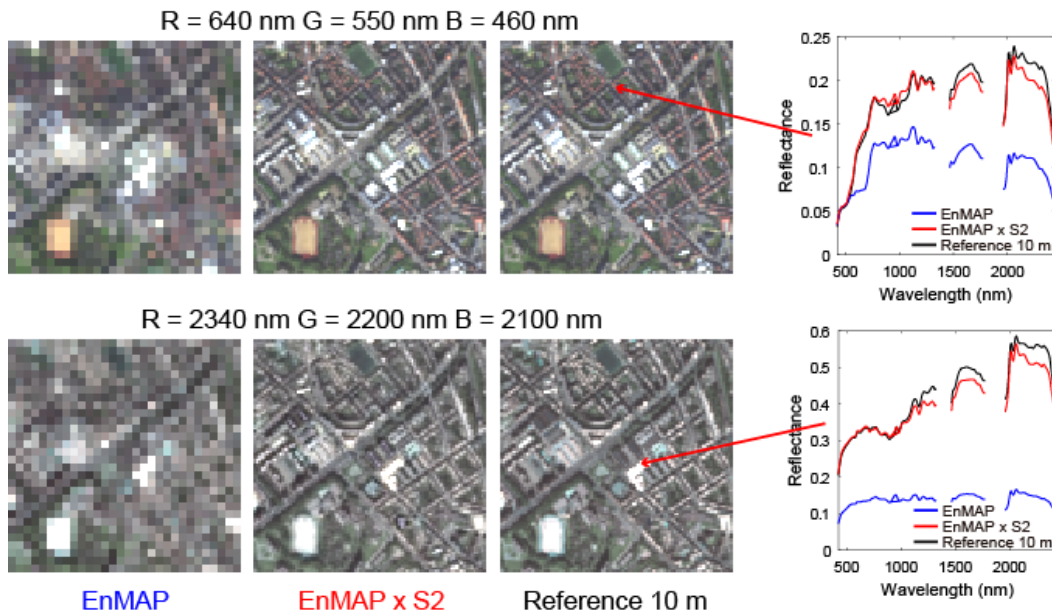 R = 640 nm G = 550 nm B = 460 nm
0.25
0.2
0.15
0.1
0.05
0
Reflectance
EnMAP
EnMAP x S2
Reference 10 m
500 1000 1500 2000
Wavelength (nm)
R = 2340 nm G = 2200 nm B = 2100 nm
0.6
0.5
0.4
0.3
0.2
0.1
0
Reflectance
EnMAP
EnMAP x S2
Reference 10 m
500 1000 1500 2000
Wavelength (nm)
EnMAP EnMAP x S2 Reference 10 m